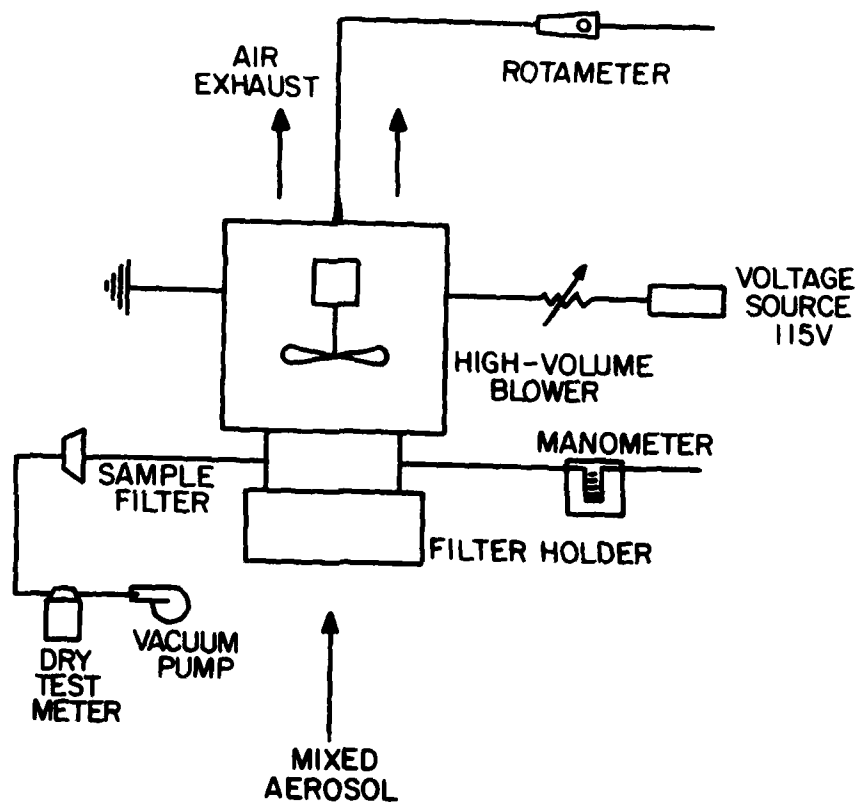 AIR
EXHAUST
ROTAMETER
VOLTAGE
SOURCE
115V
HIGH-VOLUME
BLOWER
MANOMETER
SAMPLE
FILTER
FILTER HOLDER
VACUUM
PUMP
DRY
TEST
METER
MIXED
AEROSOL